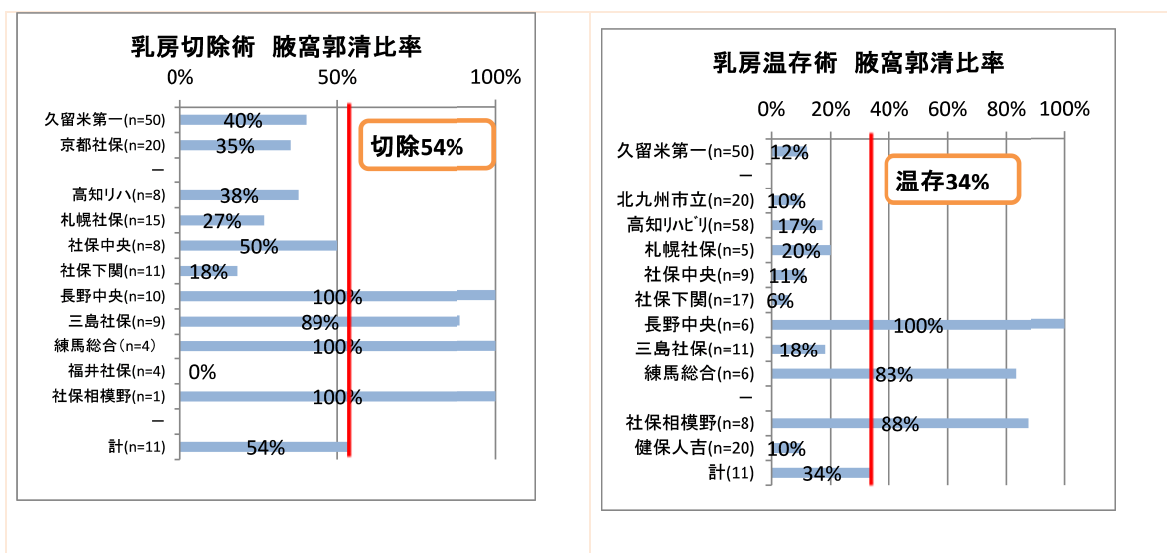 乳房切除術 腋窩郭清比率
0% 50% 100%
久留米第一(n=50) 40%
京都社保(n=20) 35%
－
高知リハ(n=8) 38%
札幌社保(n=15) 27%
社保中央(n=8) 50%
社保下関(n=11) 18%
長野中央(n=10) 100%
三島社保(n=9) 89%
練馬総合(n=4) 100%
福井社保(n=4) 0%
社保相模野(n=1) 100%
－
計(n=11) 54%
切除54%
乳房温存術 腋窩郭清比率
0% 20% 40% 60% 80% 100%
久留米第一(n=50) 12%
－
北九州市立(n=20) 10%
高知ﾘﾊﾋﾞﾘ(n=58) 17%
札幌社保(n=5) 20%
社保中央(n=9) 11%
社保下関(n=17) 6%
長野中央(n=6) 100%
三島社保(n=11) 18%
練馬総合(n=6) 83%
－
社保相模野(n=8) 88%
健保人吉(n=20) 10%
計(11) 34%
温存34%